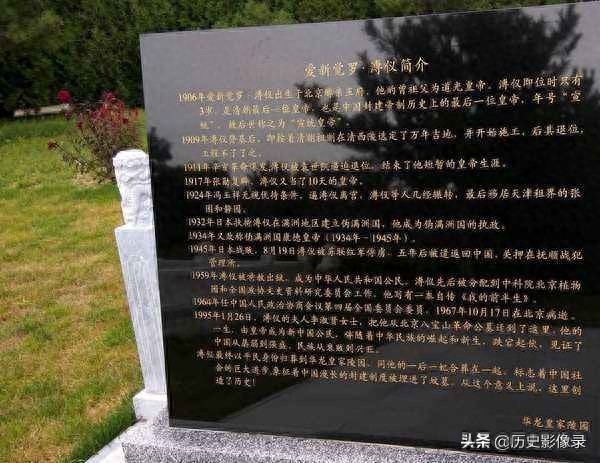 爱新觉罗·溥仪简介
1906年爱新觉罗·溥仪出生于北京醇亲王府，他的曾祖父为道光皇帝。溥仪即位时只有
3岁，是清朝最后一位皇帝，也是中国封建帝制历史上的最后一位皇帝，年号“宣
统”，故后世称之为“宣统皇帝”。
1909年溥仪登基后，即按着清朝祖制在清西陵选定了万年吉地，并开始施工，后其退位，
工程不了了之。
1911年辛亥革命爆发，溥仪被袁世凯逼迫退位，结束了他短暂的皇帝生涯。
1917年张勋复辟，溥仪又当了10天的皇帝。
1924年冯玉祥无视优待条件，逼溥仪离宫，溥仪等人几经辗转，最后移居天津租界的张
园和静园。
1932年日本扶持溥仪在满洲地区建立伪满洲国，他成为伪满洲国的执政。
1934年又改称伪满洲国康德皇帝（1934年-1945年）。
1945年日本战败，8月19日溥仪被苏联红军俘虏，五年后被遣返回中国，关押在抚顺战犯
管理所。
1959年溥仪被特赦释放，成为中华人民共和国公民。溥仪先后被分配到中科院北京植物
园和全国政协文史资料研究委员会工作。他写有一本自传《我的前半生》。
1964年任中国人民政治协商会议第四届全国委员会委员，1967年10月17日在北京病逝。
1995年1月26日，溥仪的夫人李淑贤女士，把他从北京八宝山革命公墓迁到了这里。他的
一生，由皇帝成为新中国公民，伴随着中华民族的崛起和新生，跌宕起伏，见证了
中国从基弱到强盛，民族从衰败到兴旺。
溥仪最终以平民身份归葬到华龙皇家陵园，同他的一后一妃合葬在一起，标志着中国社
会的巨大进步，象征着中国漫长的封建制度被埋进了坟墓，从这个意义上说，这里创
造了历史！
华龙皇家陵园
头条 @历史影像录